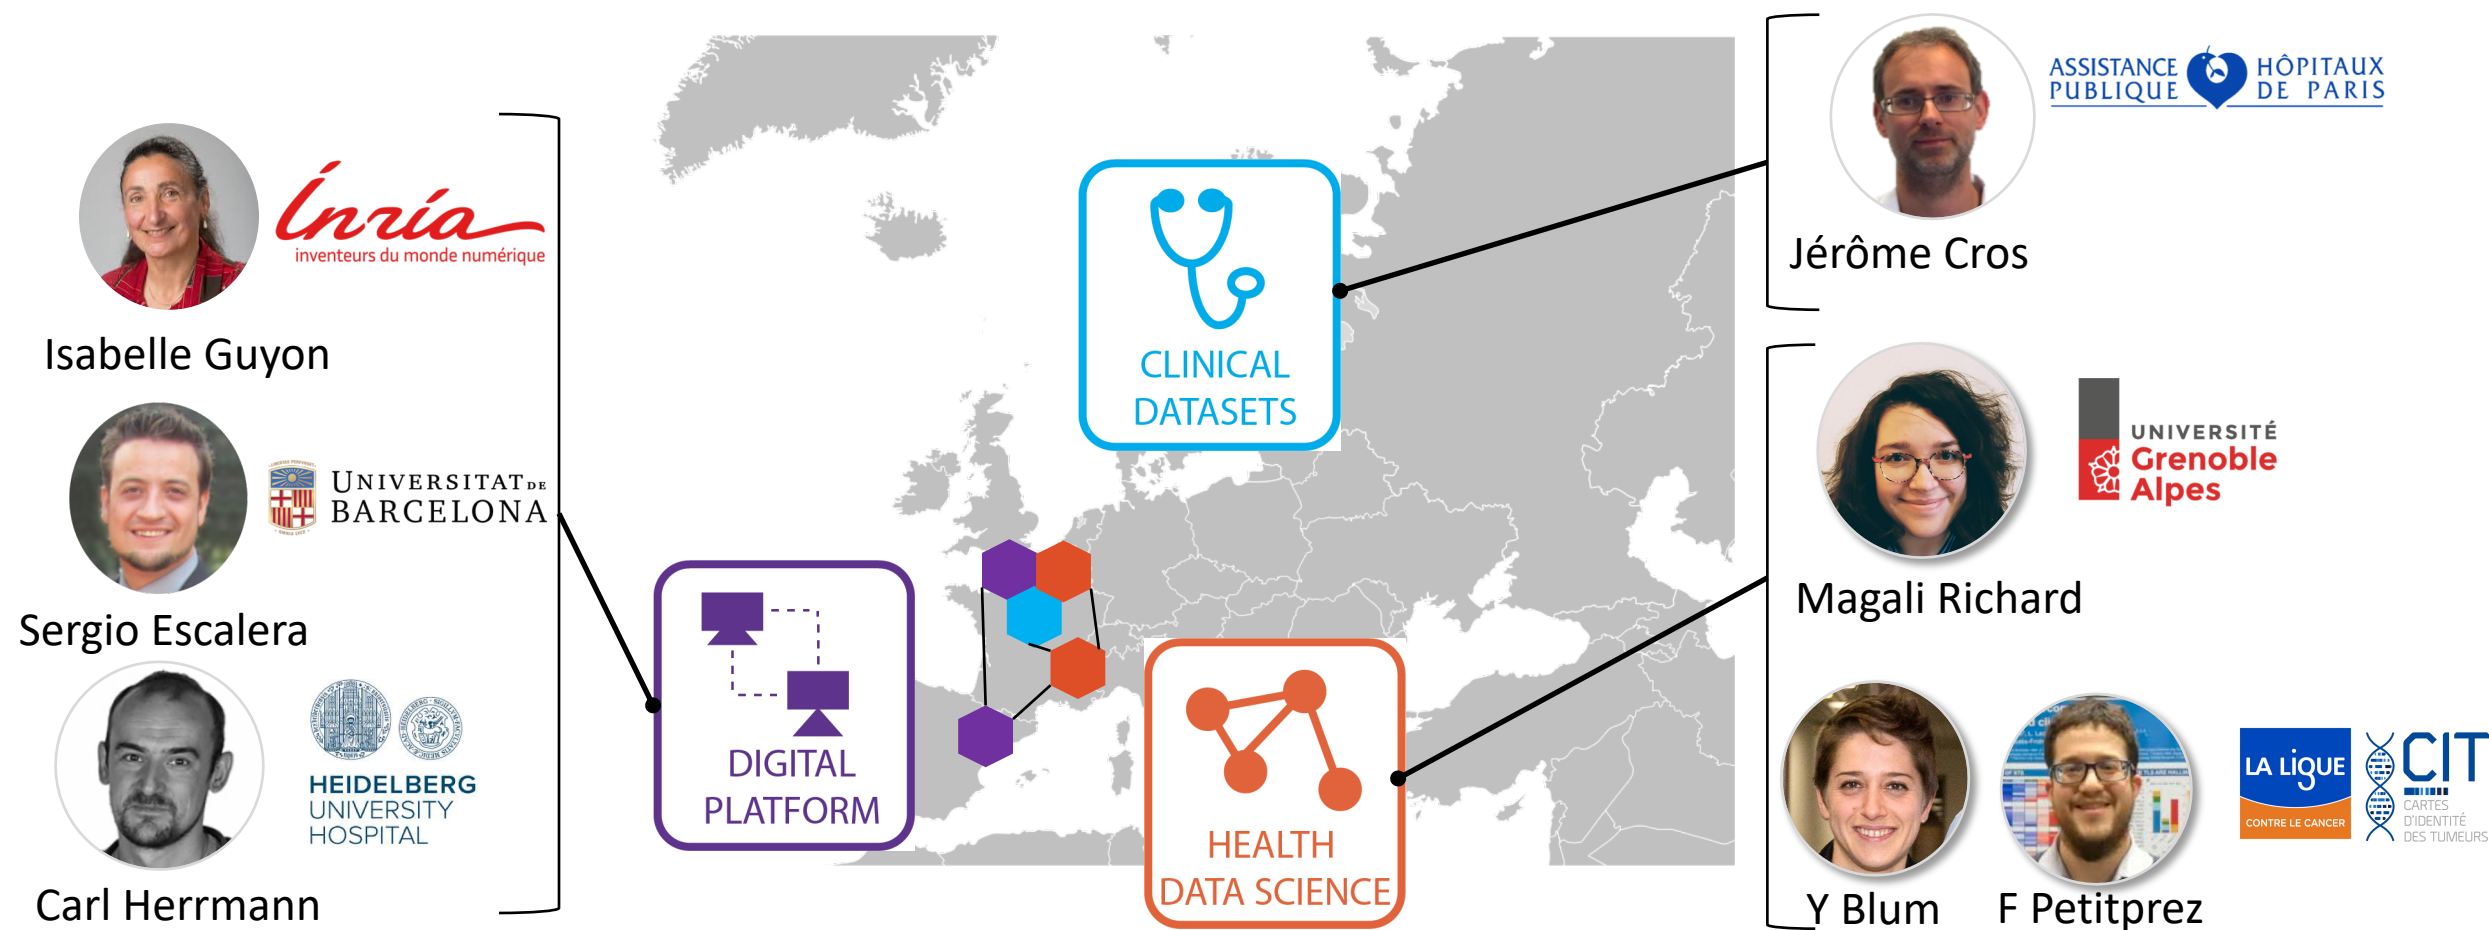 inria
inventeurs du monde numérique
Isabelle Guyon
UNIVERSITAT DE
BARCELONA
Sergio Escalera
HEIDELBERG
UNIVERSITY
HOSPITAL
Carl Herrmann
CLINICAL
DATASETS
DIGITAL
PLATFORM
HEALTH
DATA SCIENCE
ASSISTANCE HÔPITAUX
PUBLIQUE DE PARIS
Jérôme Cros
UNIVERSITÉ
Grenoble
Alpes
Magali Richard
Y Blum
F Petitprez
LA LIGUE
CONTRE LE CANCER
CIT
CARTES
D'IDENTITÉ
DES TUMEURS